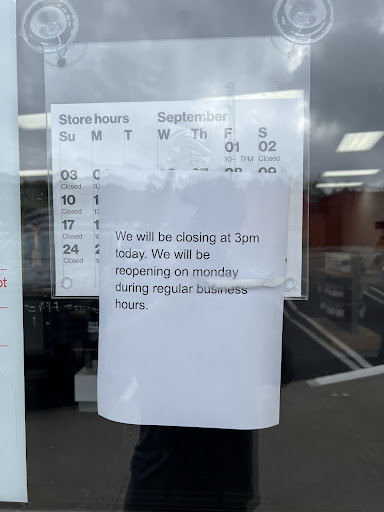 Store hours September
Su M T W Th F S
01 02
10- 7PM Closed
03
Closed
10
Closed
17
Closed
24
Closed
We will be closing at 3pm
today. We will be
reopening on monday
during regular business
hours.